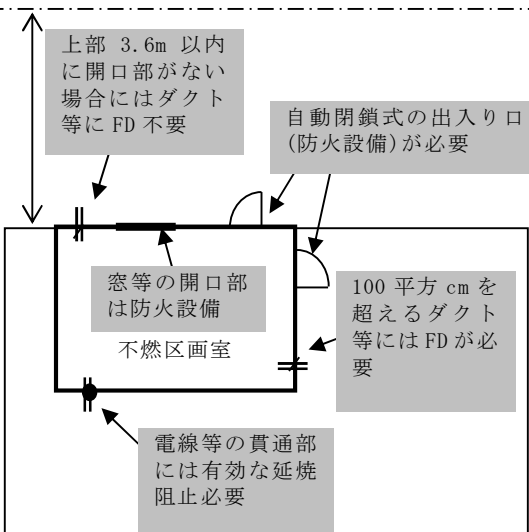 上部 3.6m 以内
に開口部がない
場合にはダクト
等に FD 不要
自動閉鎖式の出入り口
(防火設備)が必要
窓等の開口部
は防火設備
不燃区画室
100 平方 cm を
超えるダクト
等には FD が必
要
電線等の貫通部
には有効な延焼
阻止必要